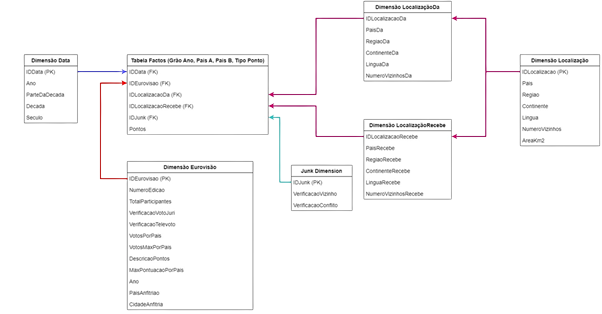 Dimensão LocalizaçãoDa
IDLocalizacaoDa
PaisDa
RegiaoDa
ContinenteDa
LinguaDa
NumeroVizinhosDa
Dimensão Data
IDData (PK)
Ano
ParteDaDecada
Decada
Seculo
Tabela Factos (Grão Ano, Pais A, Pais B, Tipo Ponto)
IDData (FK)
IDEurovisao (FK)
IDLocalizacaoDa (FK)
IDLocalizacaoRecebe (FK)
IDJunk (FK)
Pontos
Dimensão Localização
IDLocalizacao (PK)
Pais
Regiao
Continente
Lingua
NumeroVizinhos
AreaKm2
Dimensão LocalizaçãoRecebe
IDLocalizacaoRecebe
PaisRecebe
RegiaoRecebe
ContinenteRecebe
LinguaRecebe
NumeroVizinhosRecebe
Dimensão Eurovisão
IDEurovisao (PK)
NumeroEdicao
TotalParticipantes
VerificacaoVotoJuri
VerificacaoTelevoto
VotosPorPais
VotosMaxPorPais
DescricaoPontos
MaxPontuacaoPorPais
Ano
PaisAnfitriao
CidadeAnfitria
Junk Dimension
IDJunk (PK)
VerificacaoVizinho
VerificacaoConflito